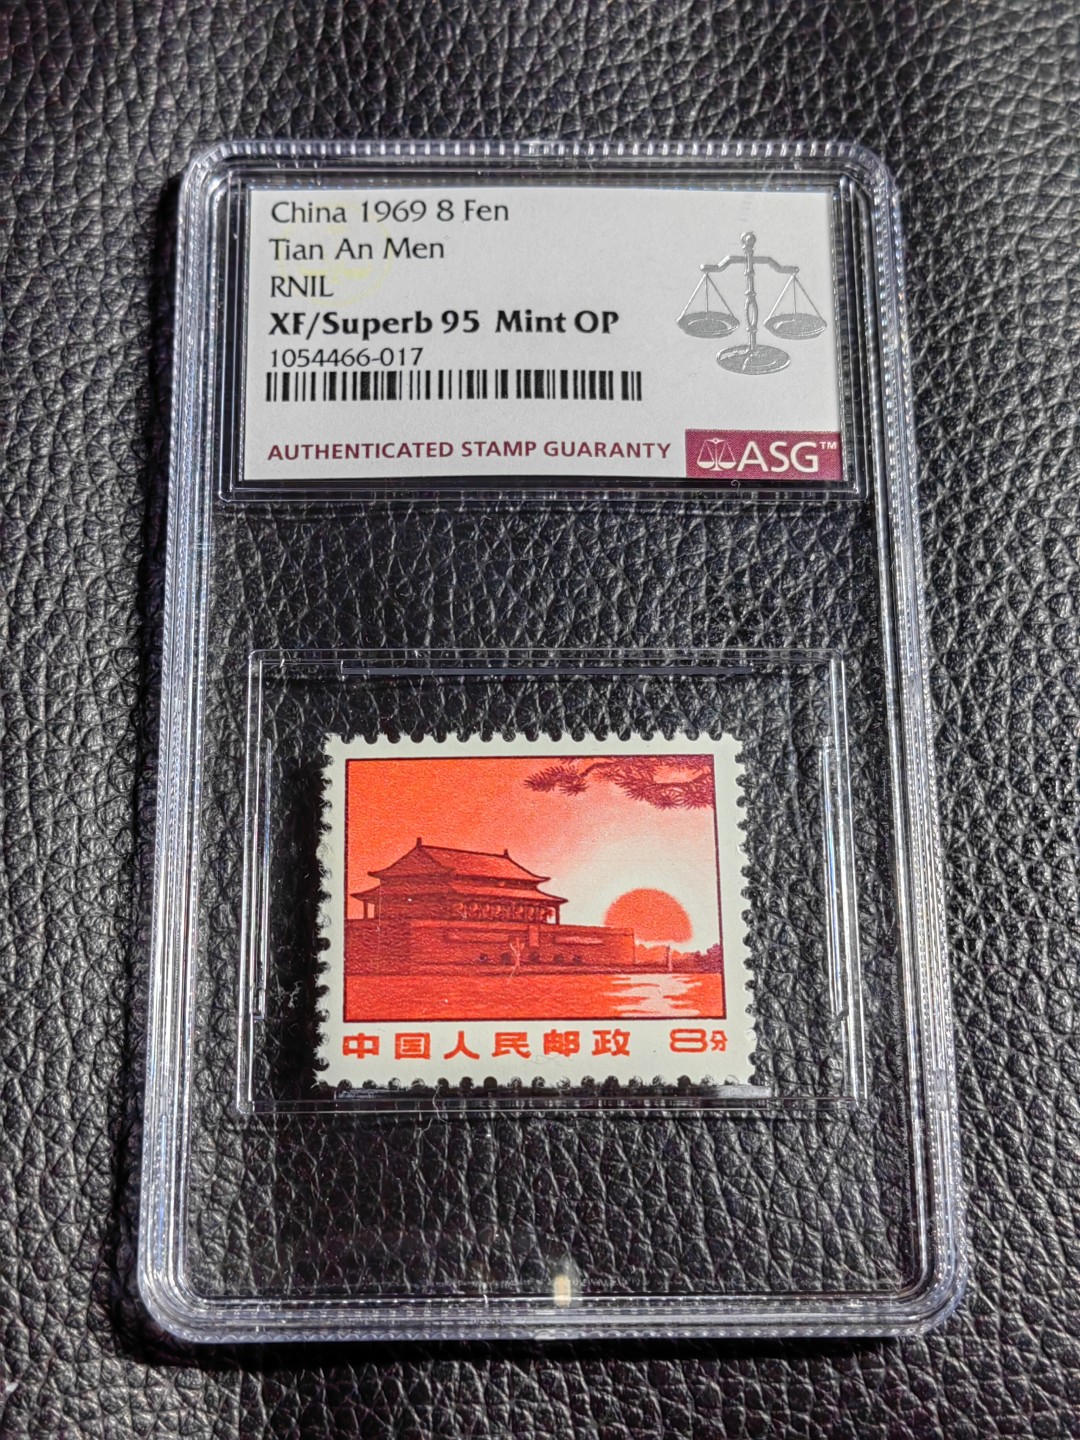 China 1969 8 Fen
Tian An Men
RNIL
XF/Superb 95 Mint OP
1054466-017
AUTHENTICATED STAMP GUARANTY
ASG™
中国人民邮政 8分